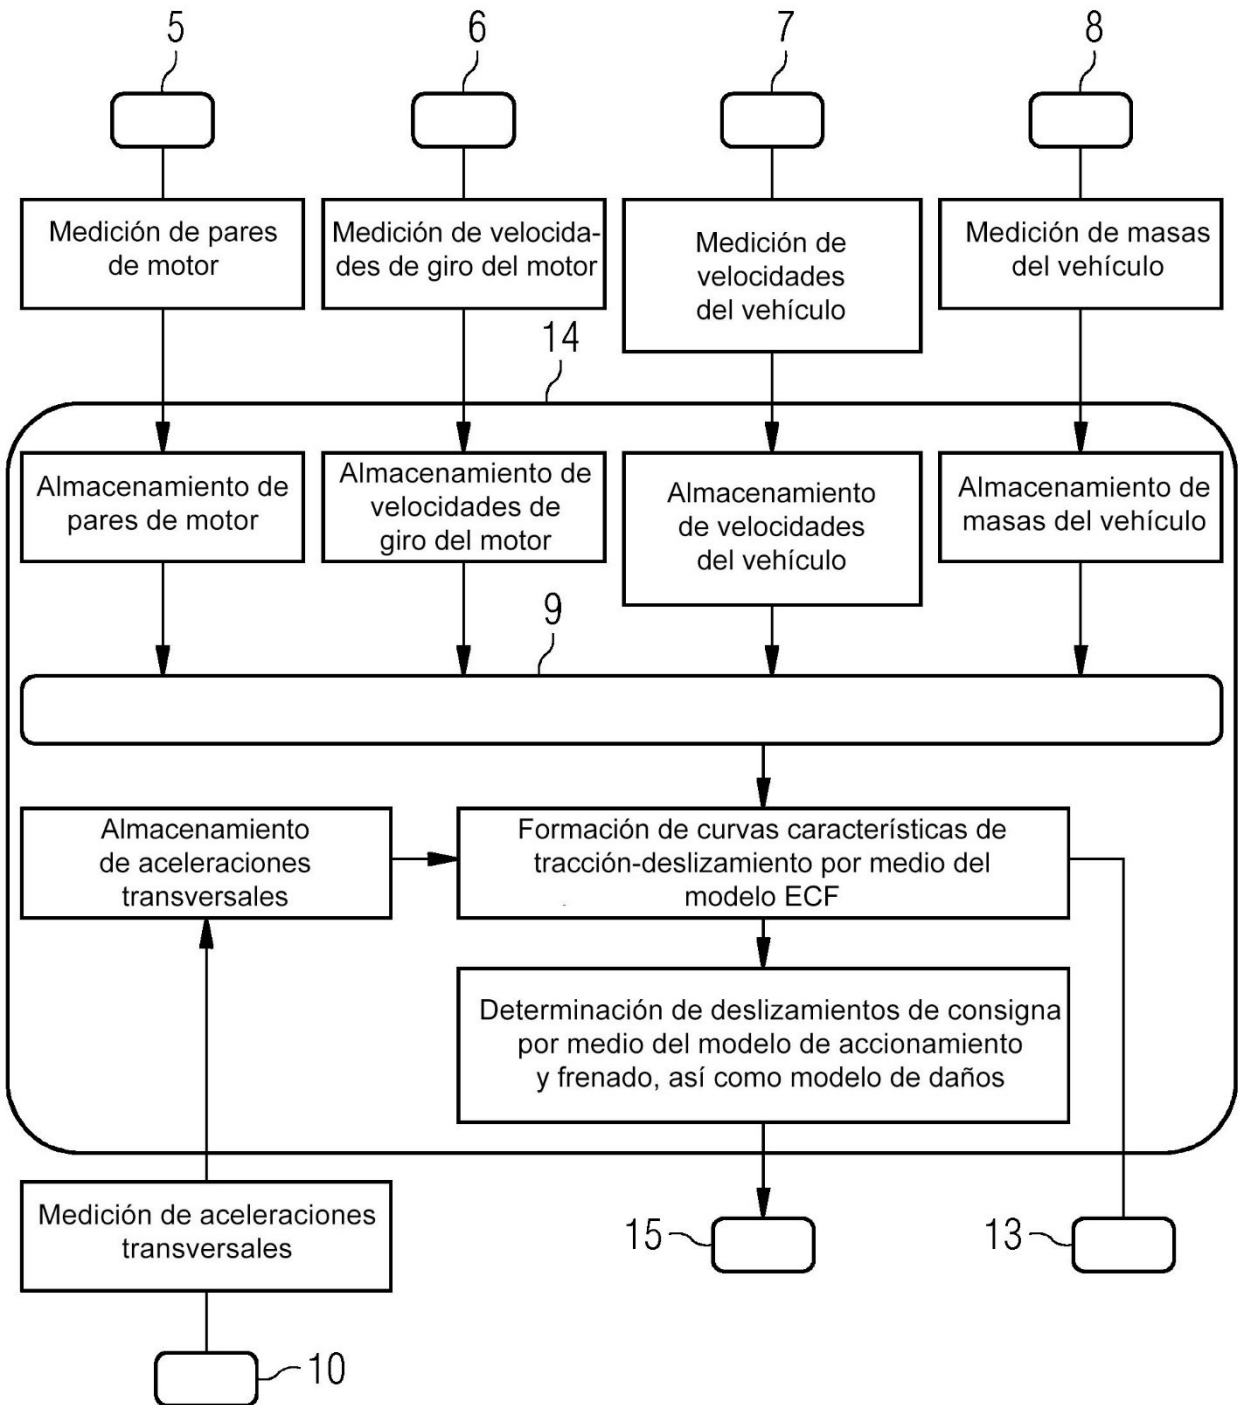 5
6
7
8
Medición de pares
de motor
Medición de velocida-
des de giro del motor
Medición de
velocidades
del vehículo
Medición de masas
del vehículo
14
Almacenamiento de
pares de motor
Almacenamiento de
velocidades de
giro del motor
Almacenamiento
de velocidades
del vehículo
Almacenamiento de
masas del vehículo
9
Almacenamiento
de aceleraciones
transversales
Formación de curvas características de
tracción-deslizamiento por medio del
modelo ECF
Determinación de deslizamientos de consigna
por medio del modelo de accionamiento
y frenado, así como modelo de daños
Medición de aceleraciones
transversales
15
13
10